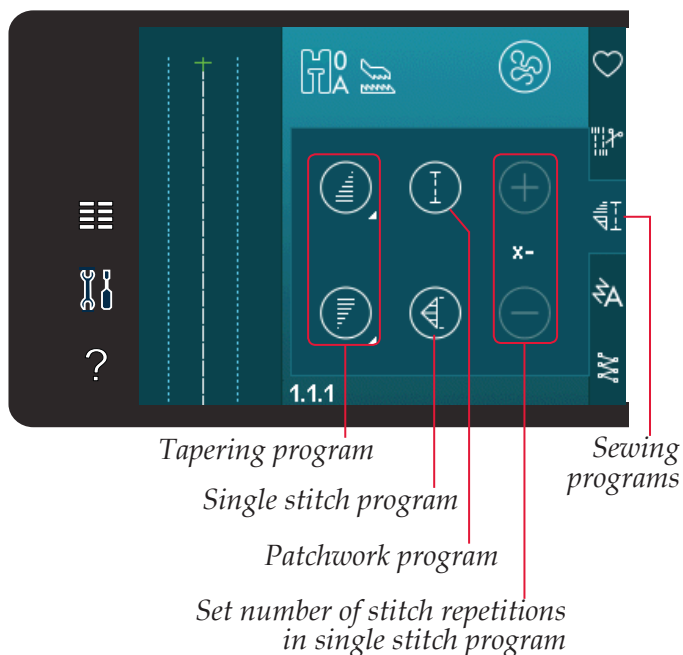 0
A
x-
A
?
1.1.1
Tapering program
Sewing
programs
Single stitch program
Patchwork program
Set number of stitch repetitions
in single stitch program